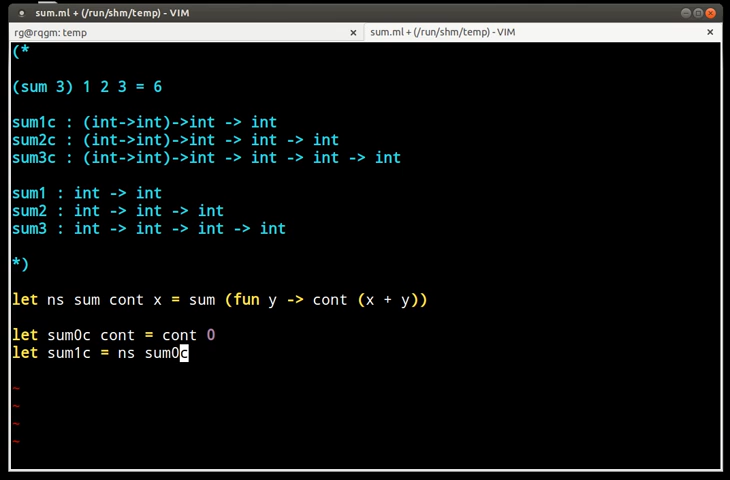 sum.ml + (/run/shm/temp) - VIM
rg@rqgm: temp
sum.ml + (/run/shm/temp) - VIM
(*
(sum 3) 1 2 3 = 6
sum1c : (int->int)->int -> int
sum2c : (int->int)->int -> int -> int
sum3c : (int->int)->int -> int -> int -> int
sum1 : int -> int
sum2 : int -> int -> int
sum3 : int -> int -> int -> int
*)
let ns sum cont x = sum (fun y -> cont (x + y))
let sum0c cont = cont 0
let sum1c = ns sum0c
~
~
~
~